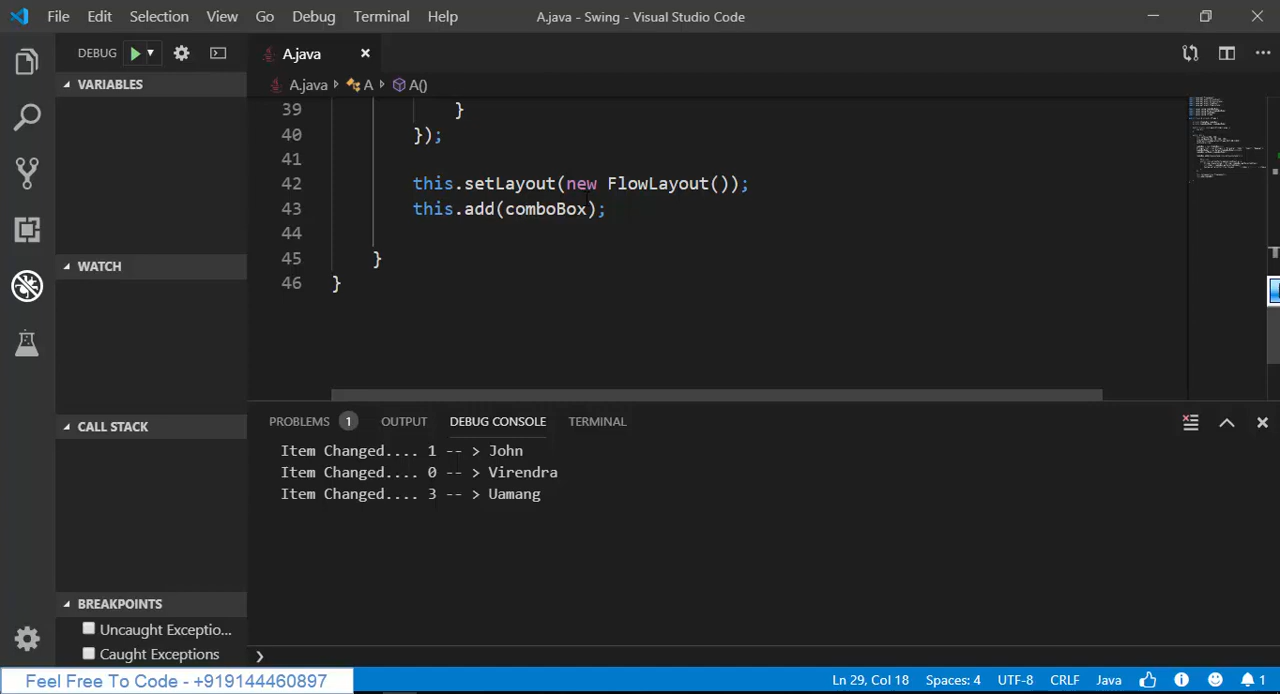 File Edit Selection View Go Debug Terminal Help
A.java - Swing - Visual Studio Code
DEBUG
A.java
A.java A A()
VARIABLES
WATCH
CALL STACK
BREAKPOINTS
Uncaught Exceptio...
Caught Exceptions
39 }
40 });
41
42 this.setLayout(new FlowLayout());
43 this.add(comboBox);
44
45 }
46 }
PROBLEMS 1 OUTPUT DEBUG CONSOLE TERMINAL
Item Changed.... 1 -- > John
Item Changed.... 0 -- > Virendra
Item Changed.... 3 -- > Uamang
Feel Free To Code - +919144460897
Ln 29, Col 18 Spaces: 4 UTF-8 CRLF Java 1